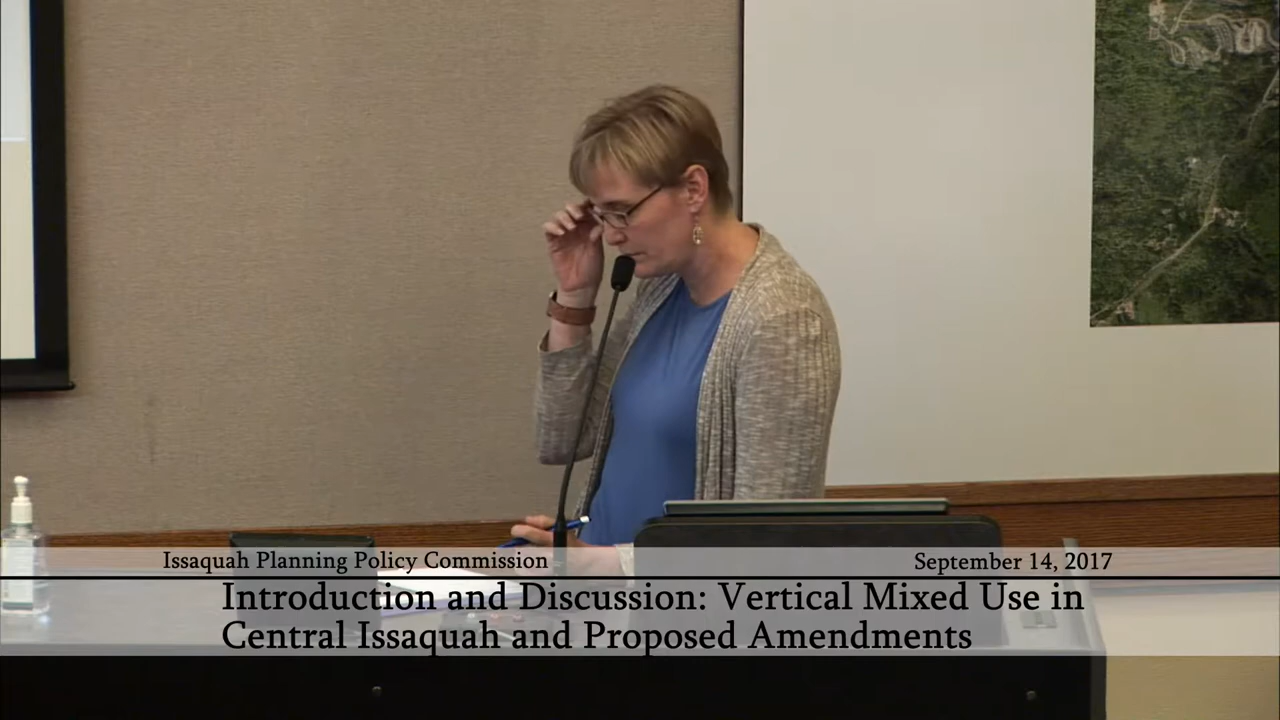 Issaquah Planning Policy Commission
September 14, 2017
Introduction and Discussion: Vertical Mixed Use in
Central Issaquah and Proposed Amendments